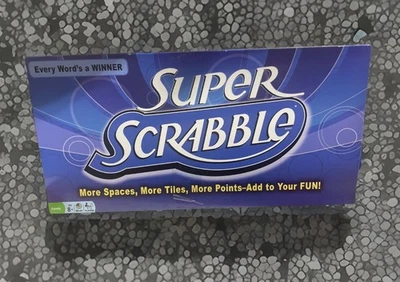 Every Word's a WINNER
SUPER
SCRABBLE
More Spaces, More Tiles, More Points–Add to Your FUN!